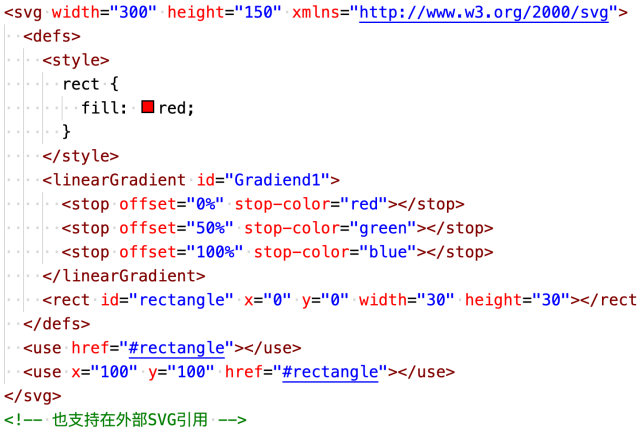 <svg width="300" height="150" xmlns="http://www.w3.org/2000/svg">
<defs>
<style>
rect {
fill: red;
}
</style>
<linearGradient id="Gradiend1">
<stop offset="0%" stop-color="red"></stop>
<stop offset="50%" stop-color="green"></stop>
<stop offset="100%" stop-color="blue"></stop>
</linearGradient>
<rect id="rectangle" x="0" y="0" width="30" height="30"></rect
</defs>
<use href="#rectangle"></use>
<use x="100" y="100" href="#rectangle"></use>
</svg>
<!-- 也支持在外部SVG引用 -->